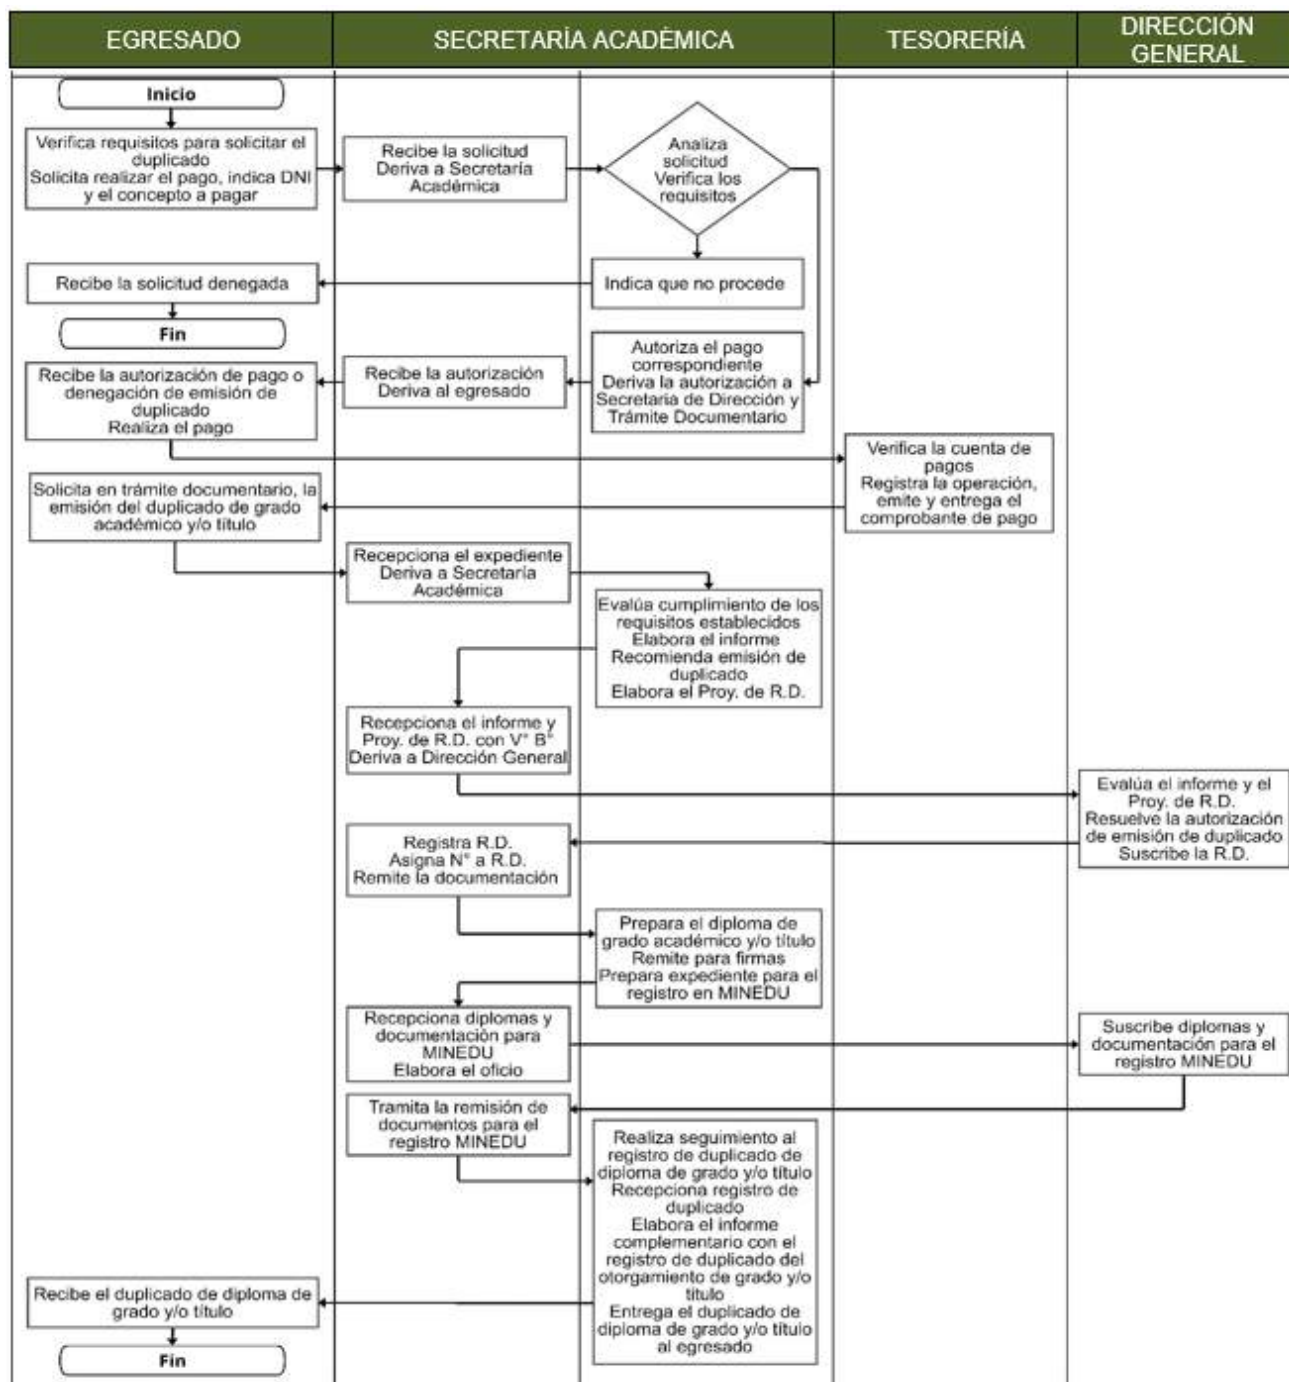 EGRESADO
SECRETARÍA ACADÉMICA
TESORERÍA
DIRECCIÓN
GENERAL
Inicio
Verifica requisitos para solicitar el
duplicado
Solicita realizar el pago, indica DNI
y el concepto a pagar
Recibe la solicitud
Deriva a Secretaría
Académica
Analiza
solicitud
Verifica los
requisitos
Recibe la solicitud denegada
Indica que no procede
Fin
Recibe la autorización de pago o
denegación de emisión de
duplicado
Realiza el pago
Recibe la autorización
Deriva al egresado
Autoriza el pago
correspondiente
Deriva la autorización a
Secretaria de Dirección y
Trámite Documentario
Verifica la cuenta de
pagos
Registra la operación,
emite y entrega el
comprobante de pago
Solicita en trámite documentario, la
emisión del duplicado de grado
académico y/o título
Recepciona el expediente
Deriva a Secretaría
Académica
Evalúa cumplimiento de los
requisitos establecidos
Elabora el informe
Recomienda emisión de
duplicado
Elabora el Proy. de R.D.
Recepciona el informe y
Proy. de R.D. con V° B°
Deriva a Dirección General
Evalúa el informe y el
Proy. de R.D.
Resuelve la autorización
de emisión de duplicado
Suscribe la R.D.
Registra R.D.
Asigna N° a R.D.
Remite la documentación
Prepara el diploma de
grado académico y/o título
Remite para firmas
Prepara expediente para el
registro en MINEDU
Recepciona diplomas y
documentación para
MINEDU
Elabora el oficio
Suscribe diplomas y
documentación para el
registro MINEDU
Tramita la remisión de
documentos para el
registro MINEDU
Realiza seguimiento al
registro de duplicado de
diploma de grado y/o título
Recepciona registro de
duplicado
Elabora el informe
complementario con el
registro de duplicado del
otorgamiento de grado y/o
título
Entrega el duplicado de
diploma de grado y/o título
al egresado
Recibe el duplicado de diploma de
grado y/o título
Fin